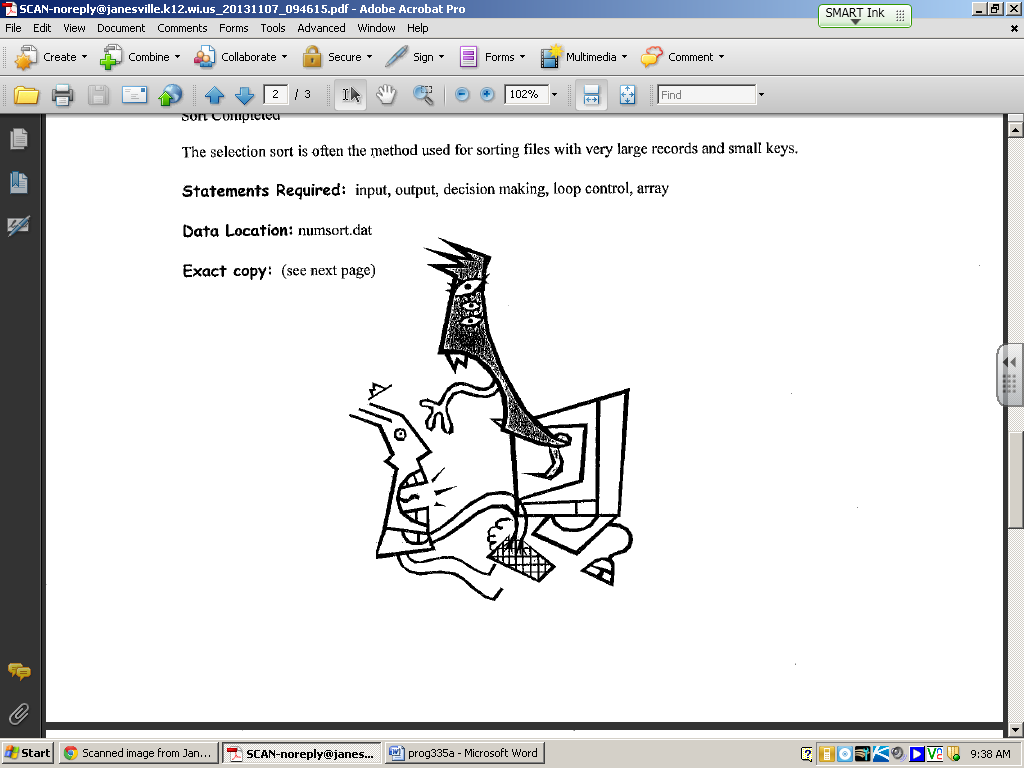 SCAN-noreply@janesville.k12.wi.us_20131107_094615.pdf - Adobe Acrobat Pro
SMART Ink
File Edit View Document Comments Forms Tools Advanced Window Help
Create Combine Collaborate Secure Sign Forms Multimedia Comment
2 / 3 102% Find
Sort Completed
The selection sort is often the method used for sorting files with very large records and small keys.
Statements Required: input, output, decision making, loop control, array
Data Location: numsort.dat
Exact copy: (see next page)
Start Scanned image from Jan... SCAN-noreply@janes... prog335a - Microsoft Word 9:38 AM